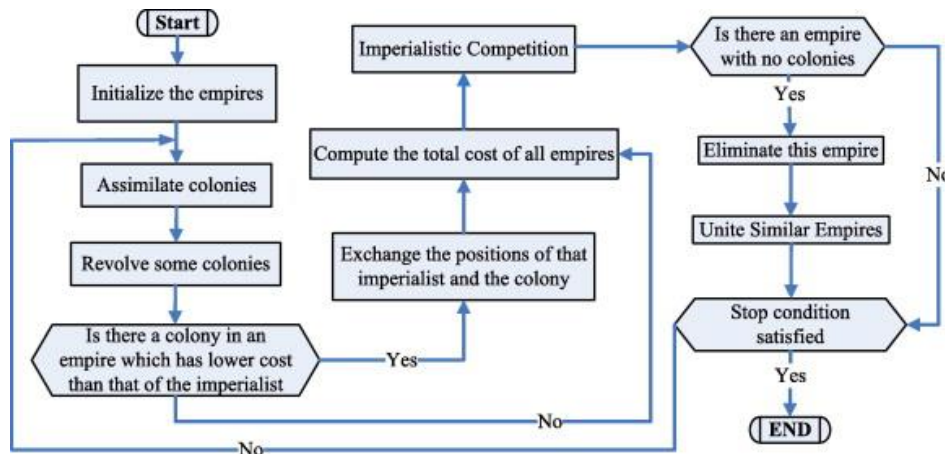 Start
Initialize the empires
Assimilate colonies
Revolve some colonies
Is there a colony in an
empire which has lower cost
than that of the imperialist
Yes
No
Exchange the positions of that
imperialist and the colony
Compute the total cost of all empires
Imperialistic Competition
Is there an empire
with no colonies
Yes
No
Eliminate this empire
Unite Similar Empires
Stop condition
satisfied
Yes
No
END